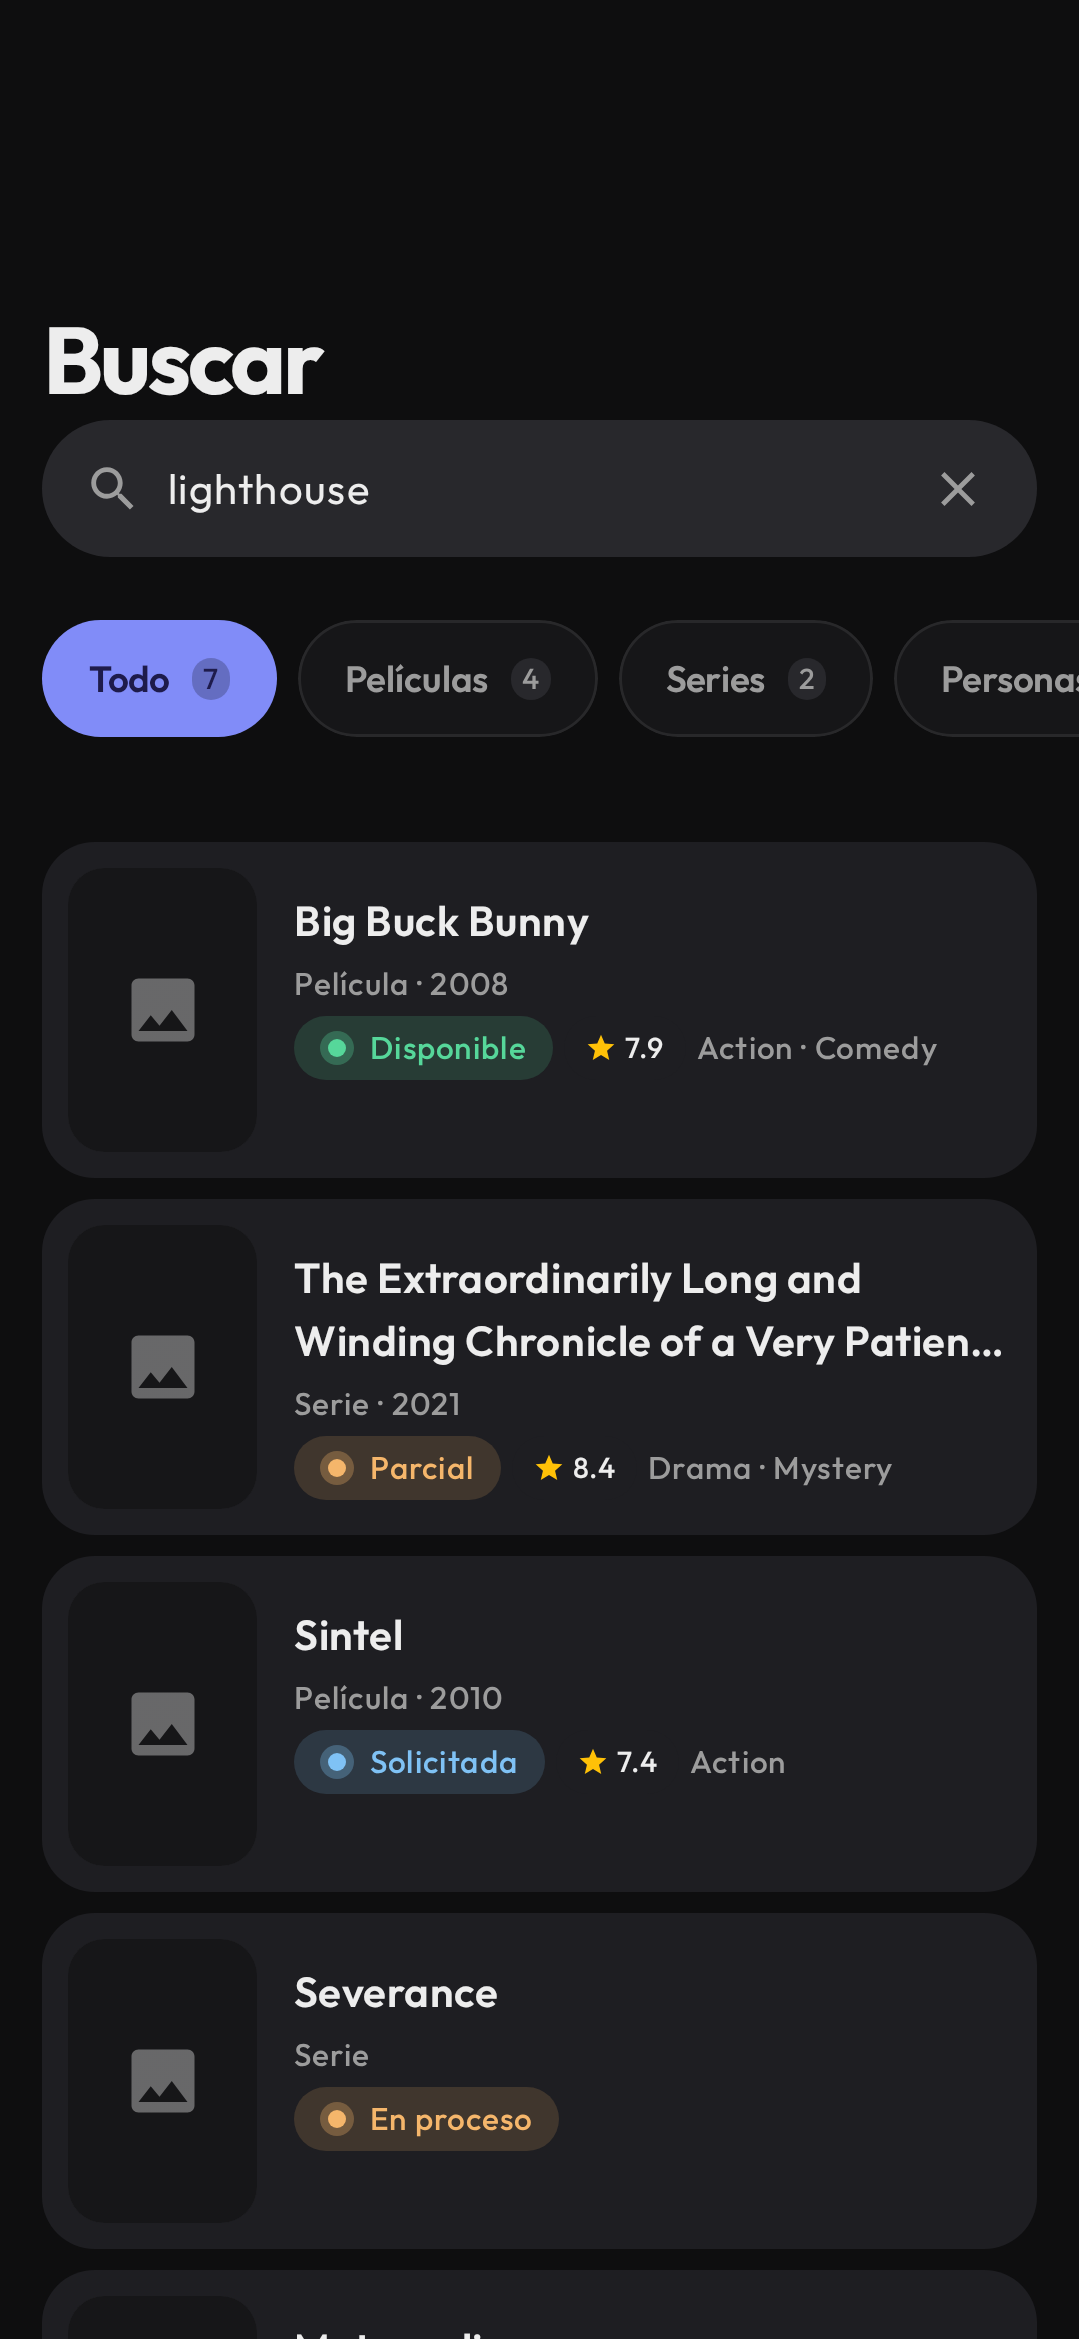 Buscar
lighthouse
Todo 7 Películas 4 Series 2 Personas
Big Buck Bunny
Película · 2008
Disponible 7.9 Action · Comedy
The Extraordinarily Long and
Winding Chronicle of a Very Patien...
Serie · 2021
Parcial 8.4 Drama · Mystery
Sintel
Película · 2010
Solicitada 7.4 Action
Severance
Serie
En proceso